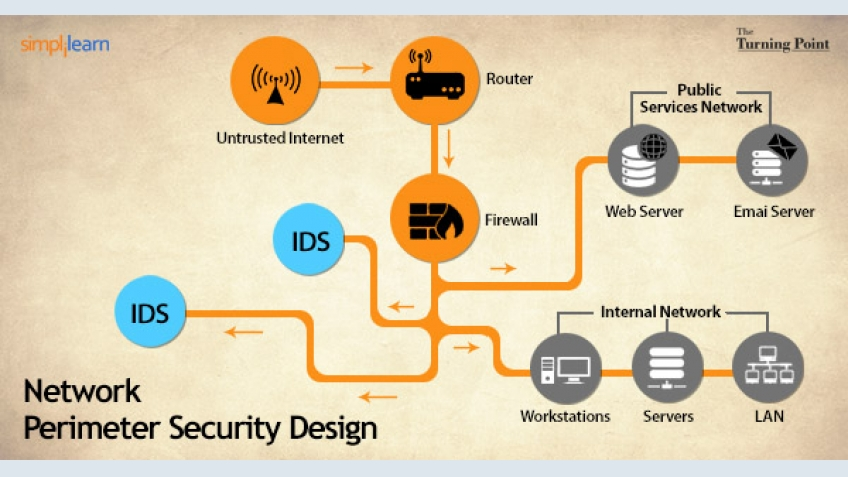 simplilearn
The
Turning Point
Router
Untrusted Internet
Public
Services Network
Web Server
Emai Server
Firewall
IDS
IDS
Internal Network
Workstations
Servers
LAN
Network
Perimeter Security Design